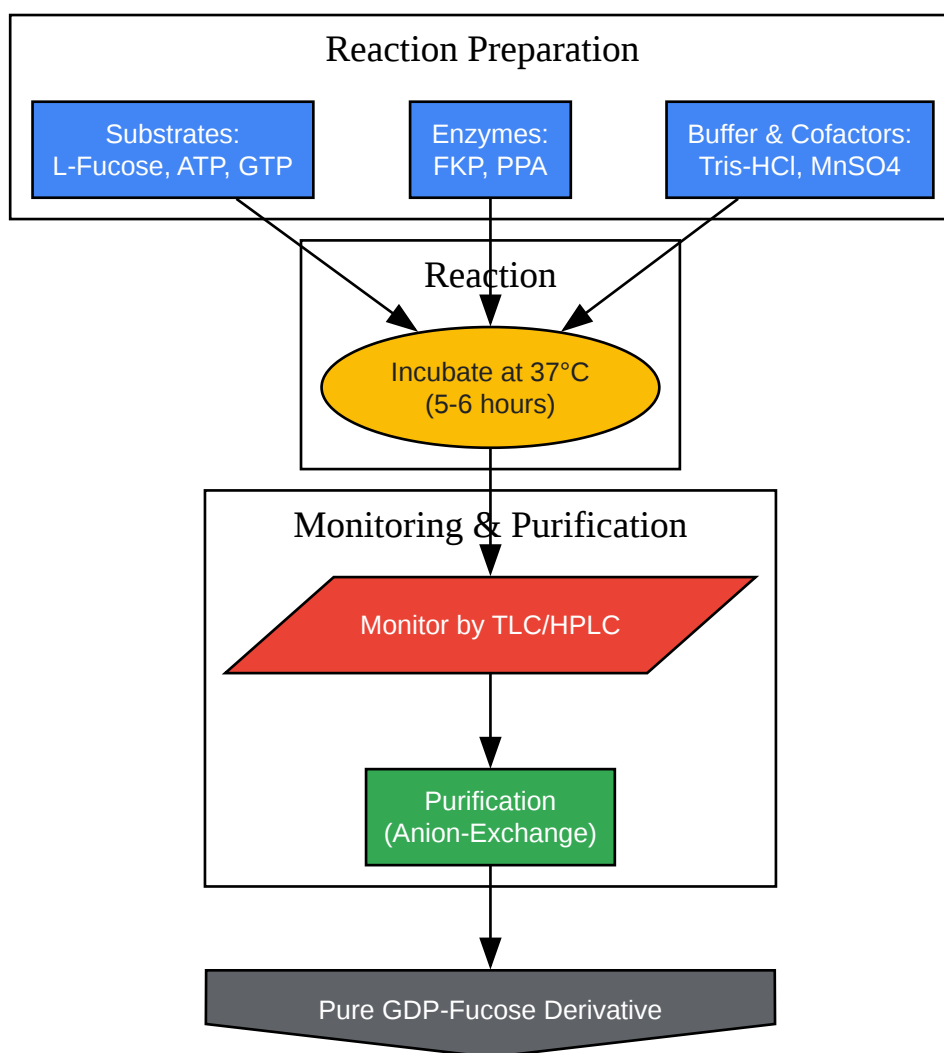 Reaction Preparation
Substrates:
L-Fucose, ATP, GTP
Enzymes:
FKP, PPA
Buffer & Cofactors:
Tris-HCl, MnSO4
Reaction
Incubate at 37°C
(5-6 hours)
Monitoring & Purification
Monitor by TLC/HPLC
Purification
(Anion-Exchange)
Pure GDP-Fucose Derivative